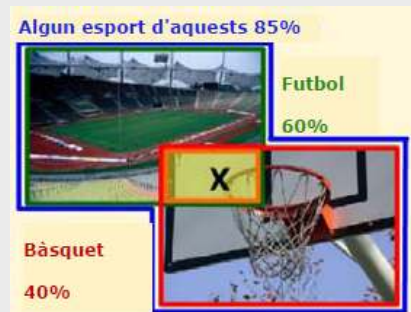 Algun esport d'aquests 85%
Futbol
60%
X
Bàsquet
40%